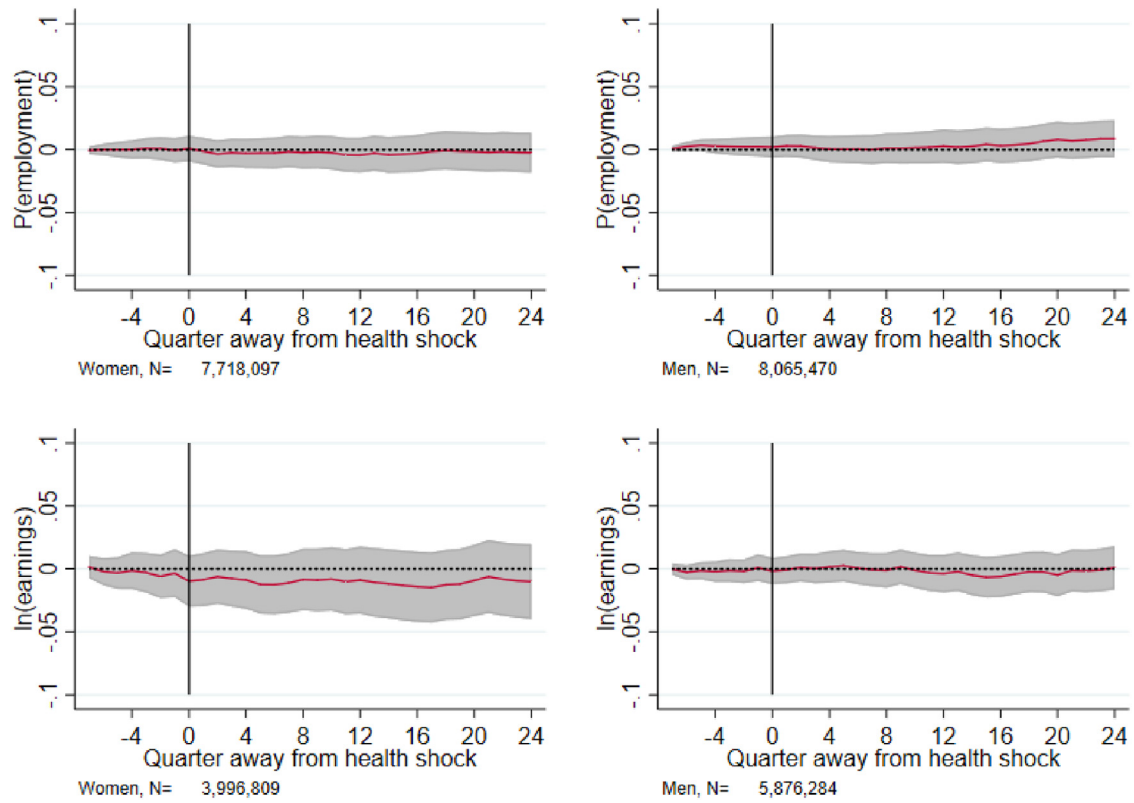 P(employment)
.1
.05
0
-.05
-.1
-4 0 4 8 12 16 20 24
Quarter away from health shock
Women, N= 7,718,097
P(employment)
.1
.05
0
-.05
-.1
-4 0 4 8 12 16 20 24
Quarter away from health shock
Men, N= 8,065,470
ln(earnings)
.1
.05
0
-.05
-.1
-4 0 4 8 12 16 20 24
Quarter away from health shock
Women, N= 3,996,809
ln(earnings)
.1
.05
0
-.05
-.1
-4 0 4 8 12 16 20 24
Quarter away from health shock
Men, N= 5,876,284